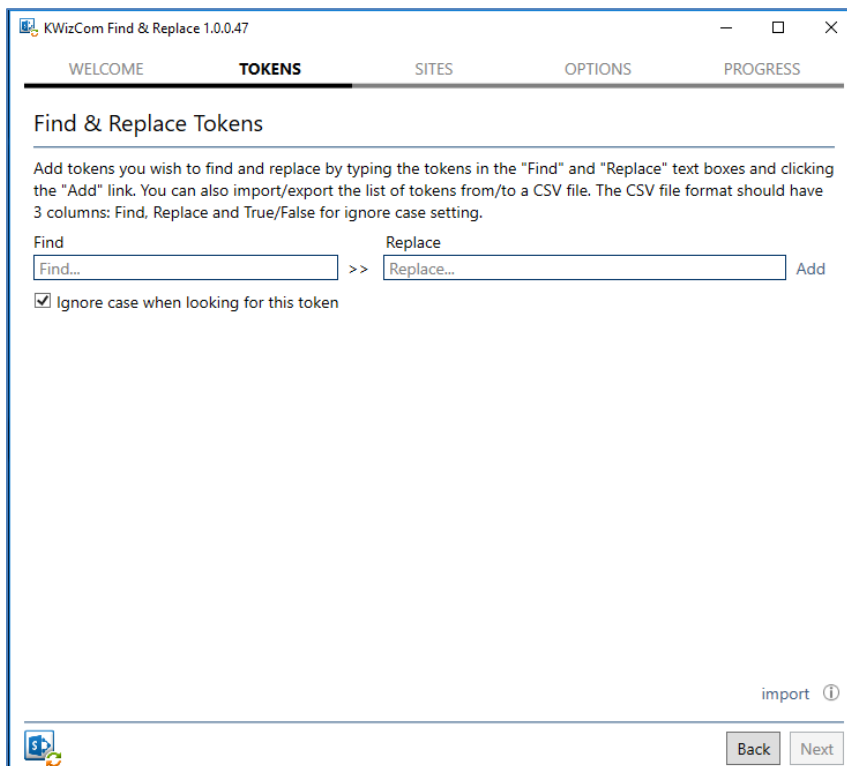 KWizCom Find & Replace 1.0.0.47
WELCOME TOKENS SITES OPTIONS PROGRESS
Find & Replace Tokens
Add tokens you wish to find and replace by typing the tokens in the "Find" and "Replace" text boxes and clicking
the "Add" link. You can also import/export the list of tokens from/to a CSV file. The CSV file format should have
3 columns: Find, Replace and True/False for ignore case setting.
Find Replace
Find... >> Replace... Add
Ignore case when looking for this token
import
Back Next